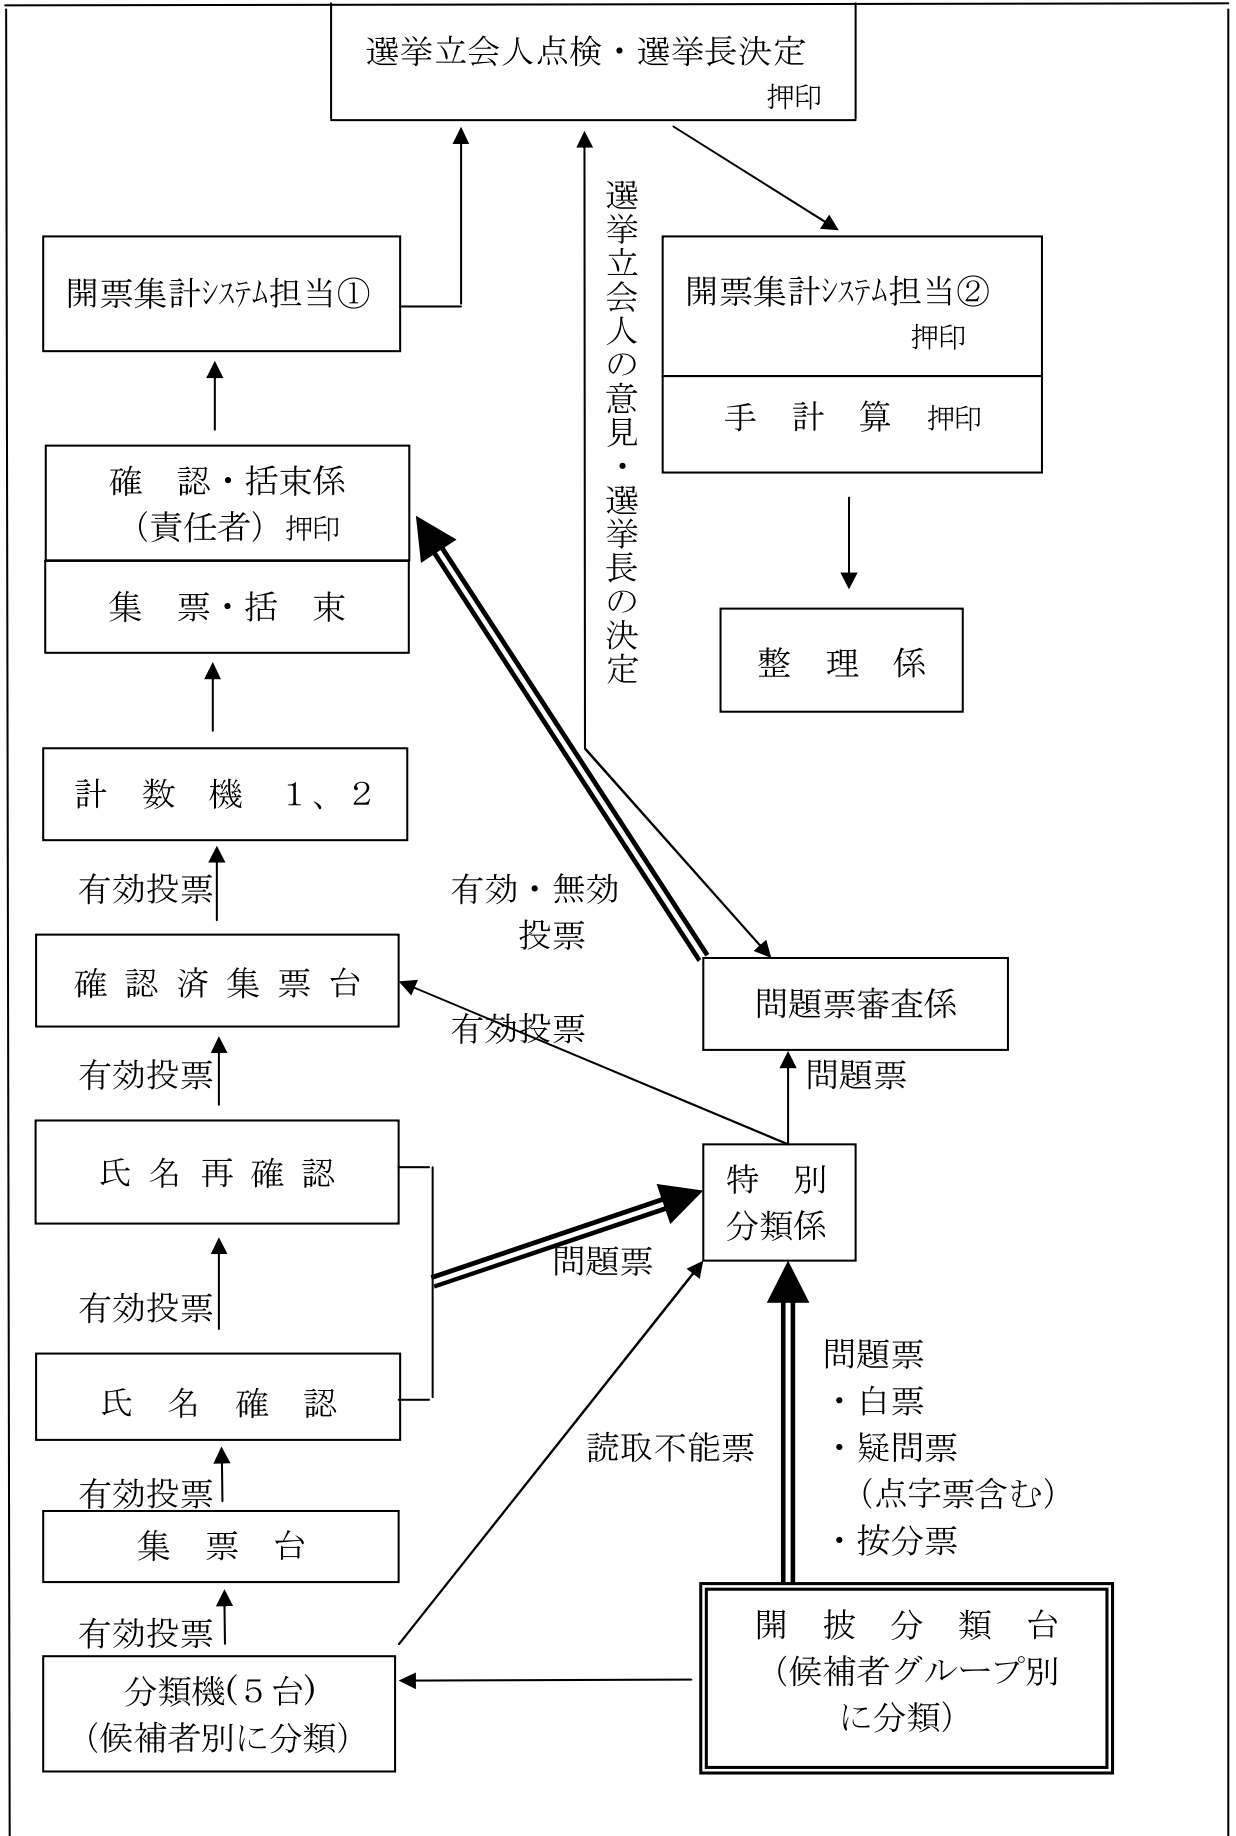 選挙立会人点検・選挙長決定
押印
選挙立会人の意見・選挙長の決定
開票集計ｼｽﾃﾑ担当①
開票集計ｼｽﾃﾑ担当②
押印
手　計　算　押印
確　認・括束係
（責任者）押印
集　票・括　束
整　理　係
計　数　機　１、２
有効投票
有効・無効
投票
確 認 済 集 票 台
問題票審査係
有効投票
有効投票
問題票
氏 名 再 確 認
特　別
分類係
問題票
有効投票
問題票
・白票
・疑問票
（点字票含む）
・按分票
氏　名　確　認
読取不能票
有効投票
集　票　台
有効投票
開　披　分　類　台
（候補者グループ別
に分類）
分類機(５台)
（候補者別に分類）